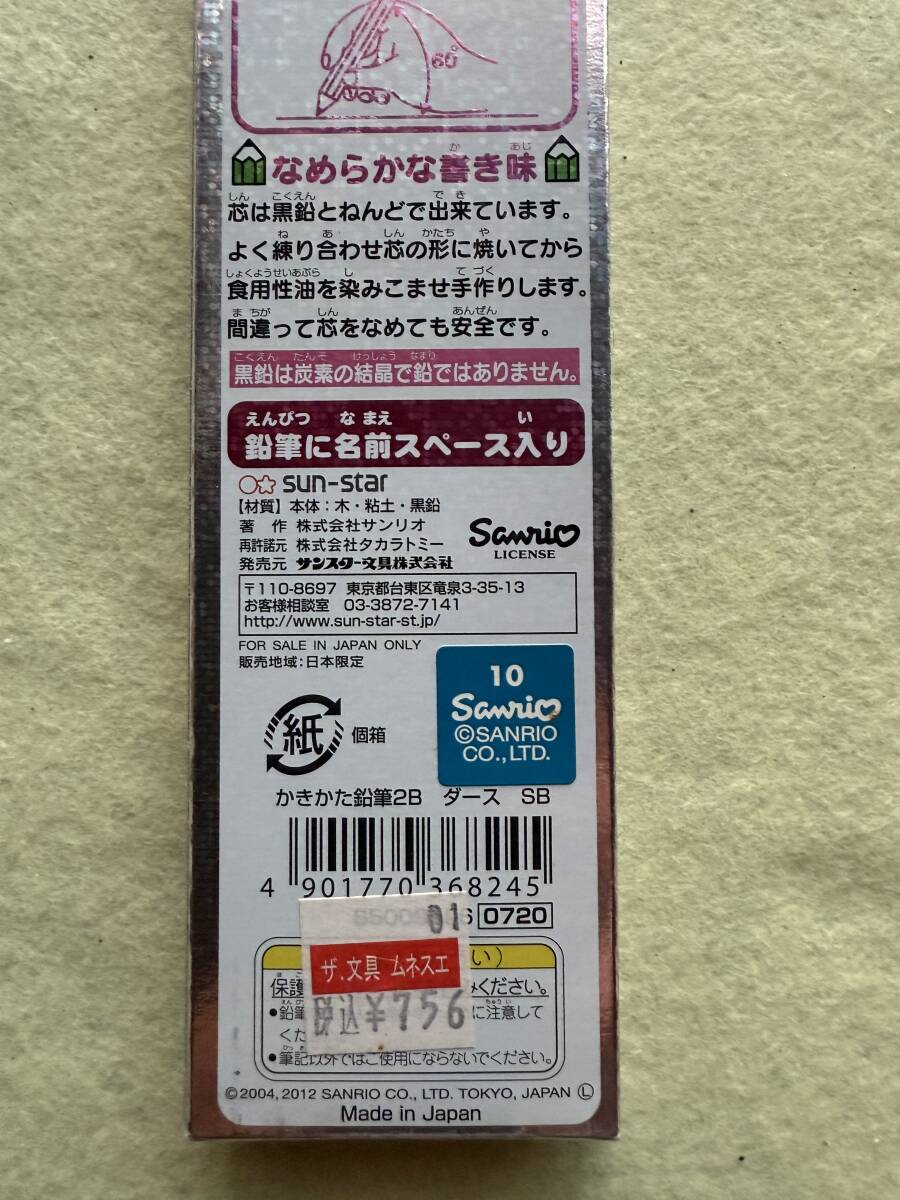 60°
なめらかな書き味
芯は黒鉛とねんどで出来ています。
よく練り合わせ芯の形に焼いてから
食用性油を染みこませ手作りします。
間違って芯をなめても安全です。
黒鉛は炭素の結晶で鉛ではありません。
鉛筆に名前スペース入り
sun-star
【材質】本体：木・粘土・黒鉛
著 作 株式会社サンリオ
再許諾元 株式会社タカラトミー
発売元 サンスター文具株式会社
Sanrio
LICENSE
〒110-8697 東京都台東区竜泉3-35-13
お客様相談室 03-3872-7141
http://www.sun-star-st.jp/
FOR SALE IN JAPAN ONLY
販売地域：日本限定
10
Sanrio
©SANRIO
CO.,LTD.
紙 個箱
かきかた鉛筆2B ダース SB
4 901770 368245
01
6 0720
ザ.文具 ムネスエ
税込¥756
い）
保護
みください。
•鉛筆
に注意して
くだ
•筆記以外ではご使用にならないでください。
©2004, 2012 SANRIO CO., LTD. TOKYO, JAPAN Ⓛ
Made in Japan